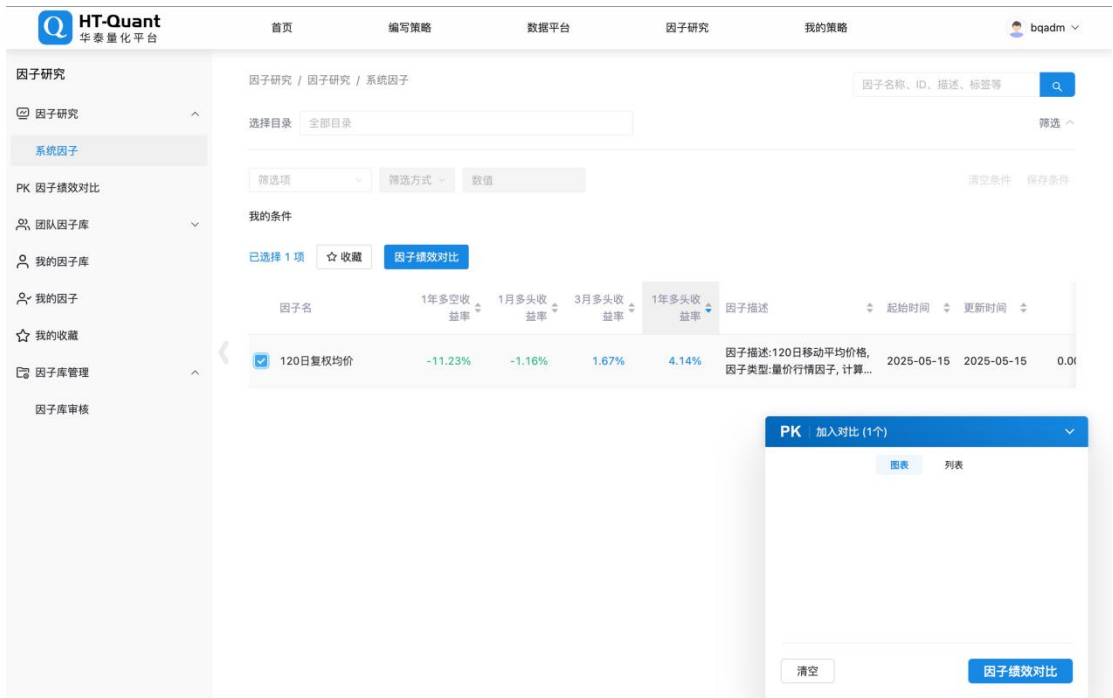 HT-Quant
华泰量化平台
首页 编写策略 数据平台 因子研究 我的策略 bqadm
因子研究
因子研究
系统因子
PK 因子绩效对比
团队因子库
我的因子库
我的因子
我的收藏
因子库管理
因子库审核
因子研究 / 因子研究 / 系统因子
因子名称、ID、描述、标签等
选择目录 全部目录
筛选
筛选项 筛选方式 数值 清空条件 保存条件
我的条件
已选择 1 项 收藏 因子绩效对比
因子名 1年多空收益率 1月多头收益率 3月多头收益率 1年多头收益率 因子描述 起始时间 更新时间
120日复权均价 -11.23% -1.16% 1.67% 4.14% 因子描述:120日移动平均价格, 2025-05-15 2025-05-15 0.00
因子类型:量价行情因子, 计算...
PK 加入对比 (1个)
图表 列表
清空 因子绩效对比